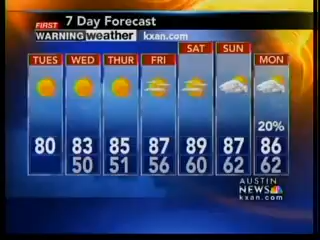 FIRST 7 Day Forecast
WARNING weather kxan.com
TUES WED THUR FRI SAT SUN MON
20%
80 83 85 87 89 87 86
50 51 56 60 62 62
AUSTIN
NEWS
kxan.com